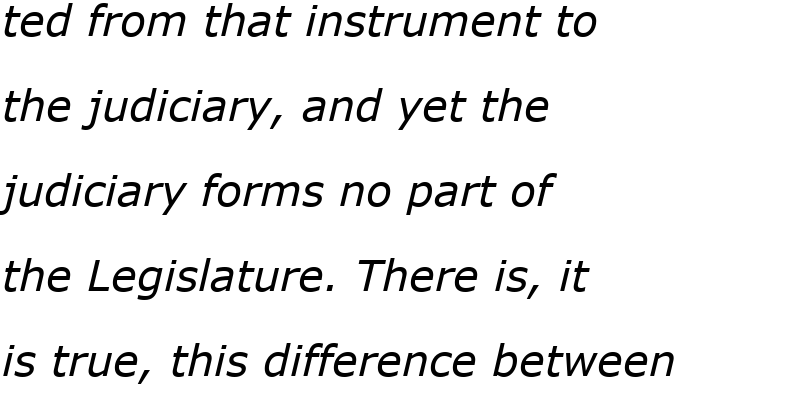 ted from that instrument to
the judiciary, and yet the
judiciary forms no part of
the Legislature. There is, it
is true, this difference between